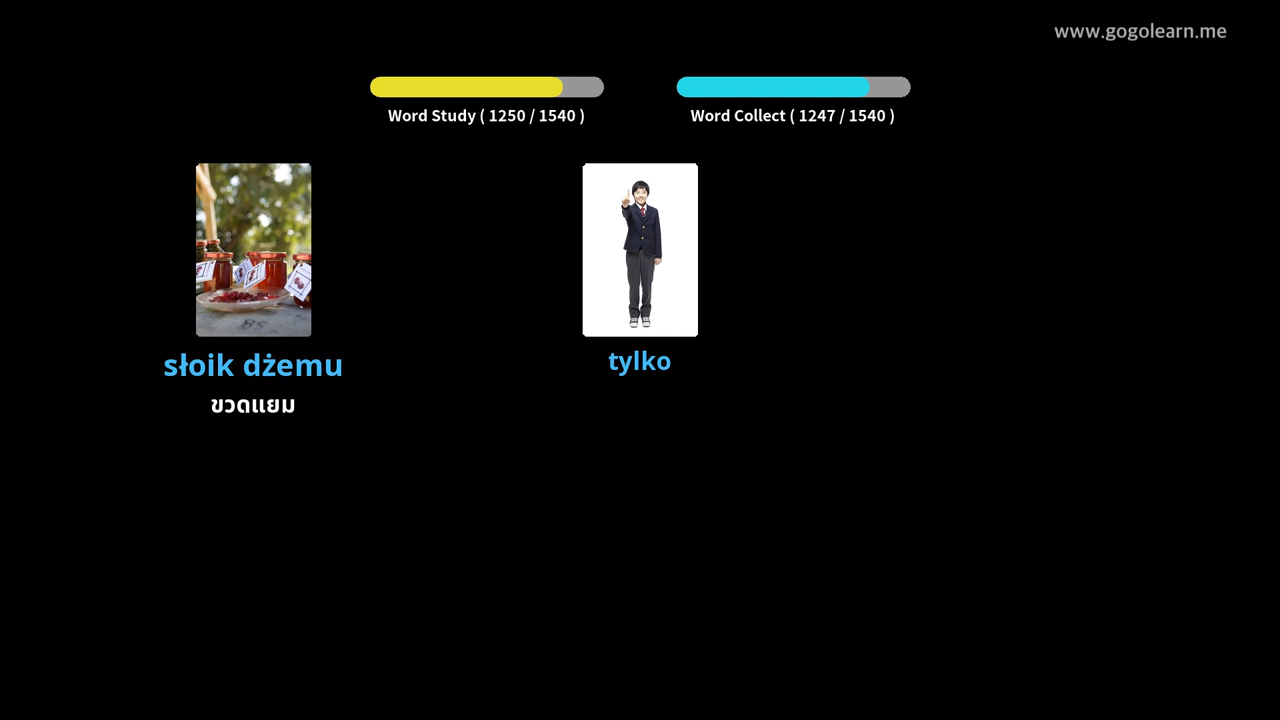 www.gogolearn.me
Word Study ( 1250 / 1540 )
Word Collect ( 1247 / 1540 )
słoik dżemu
ขวดแยม
tylko